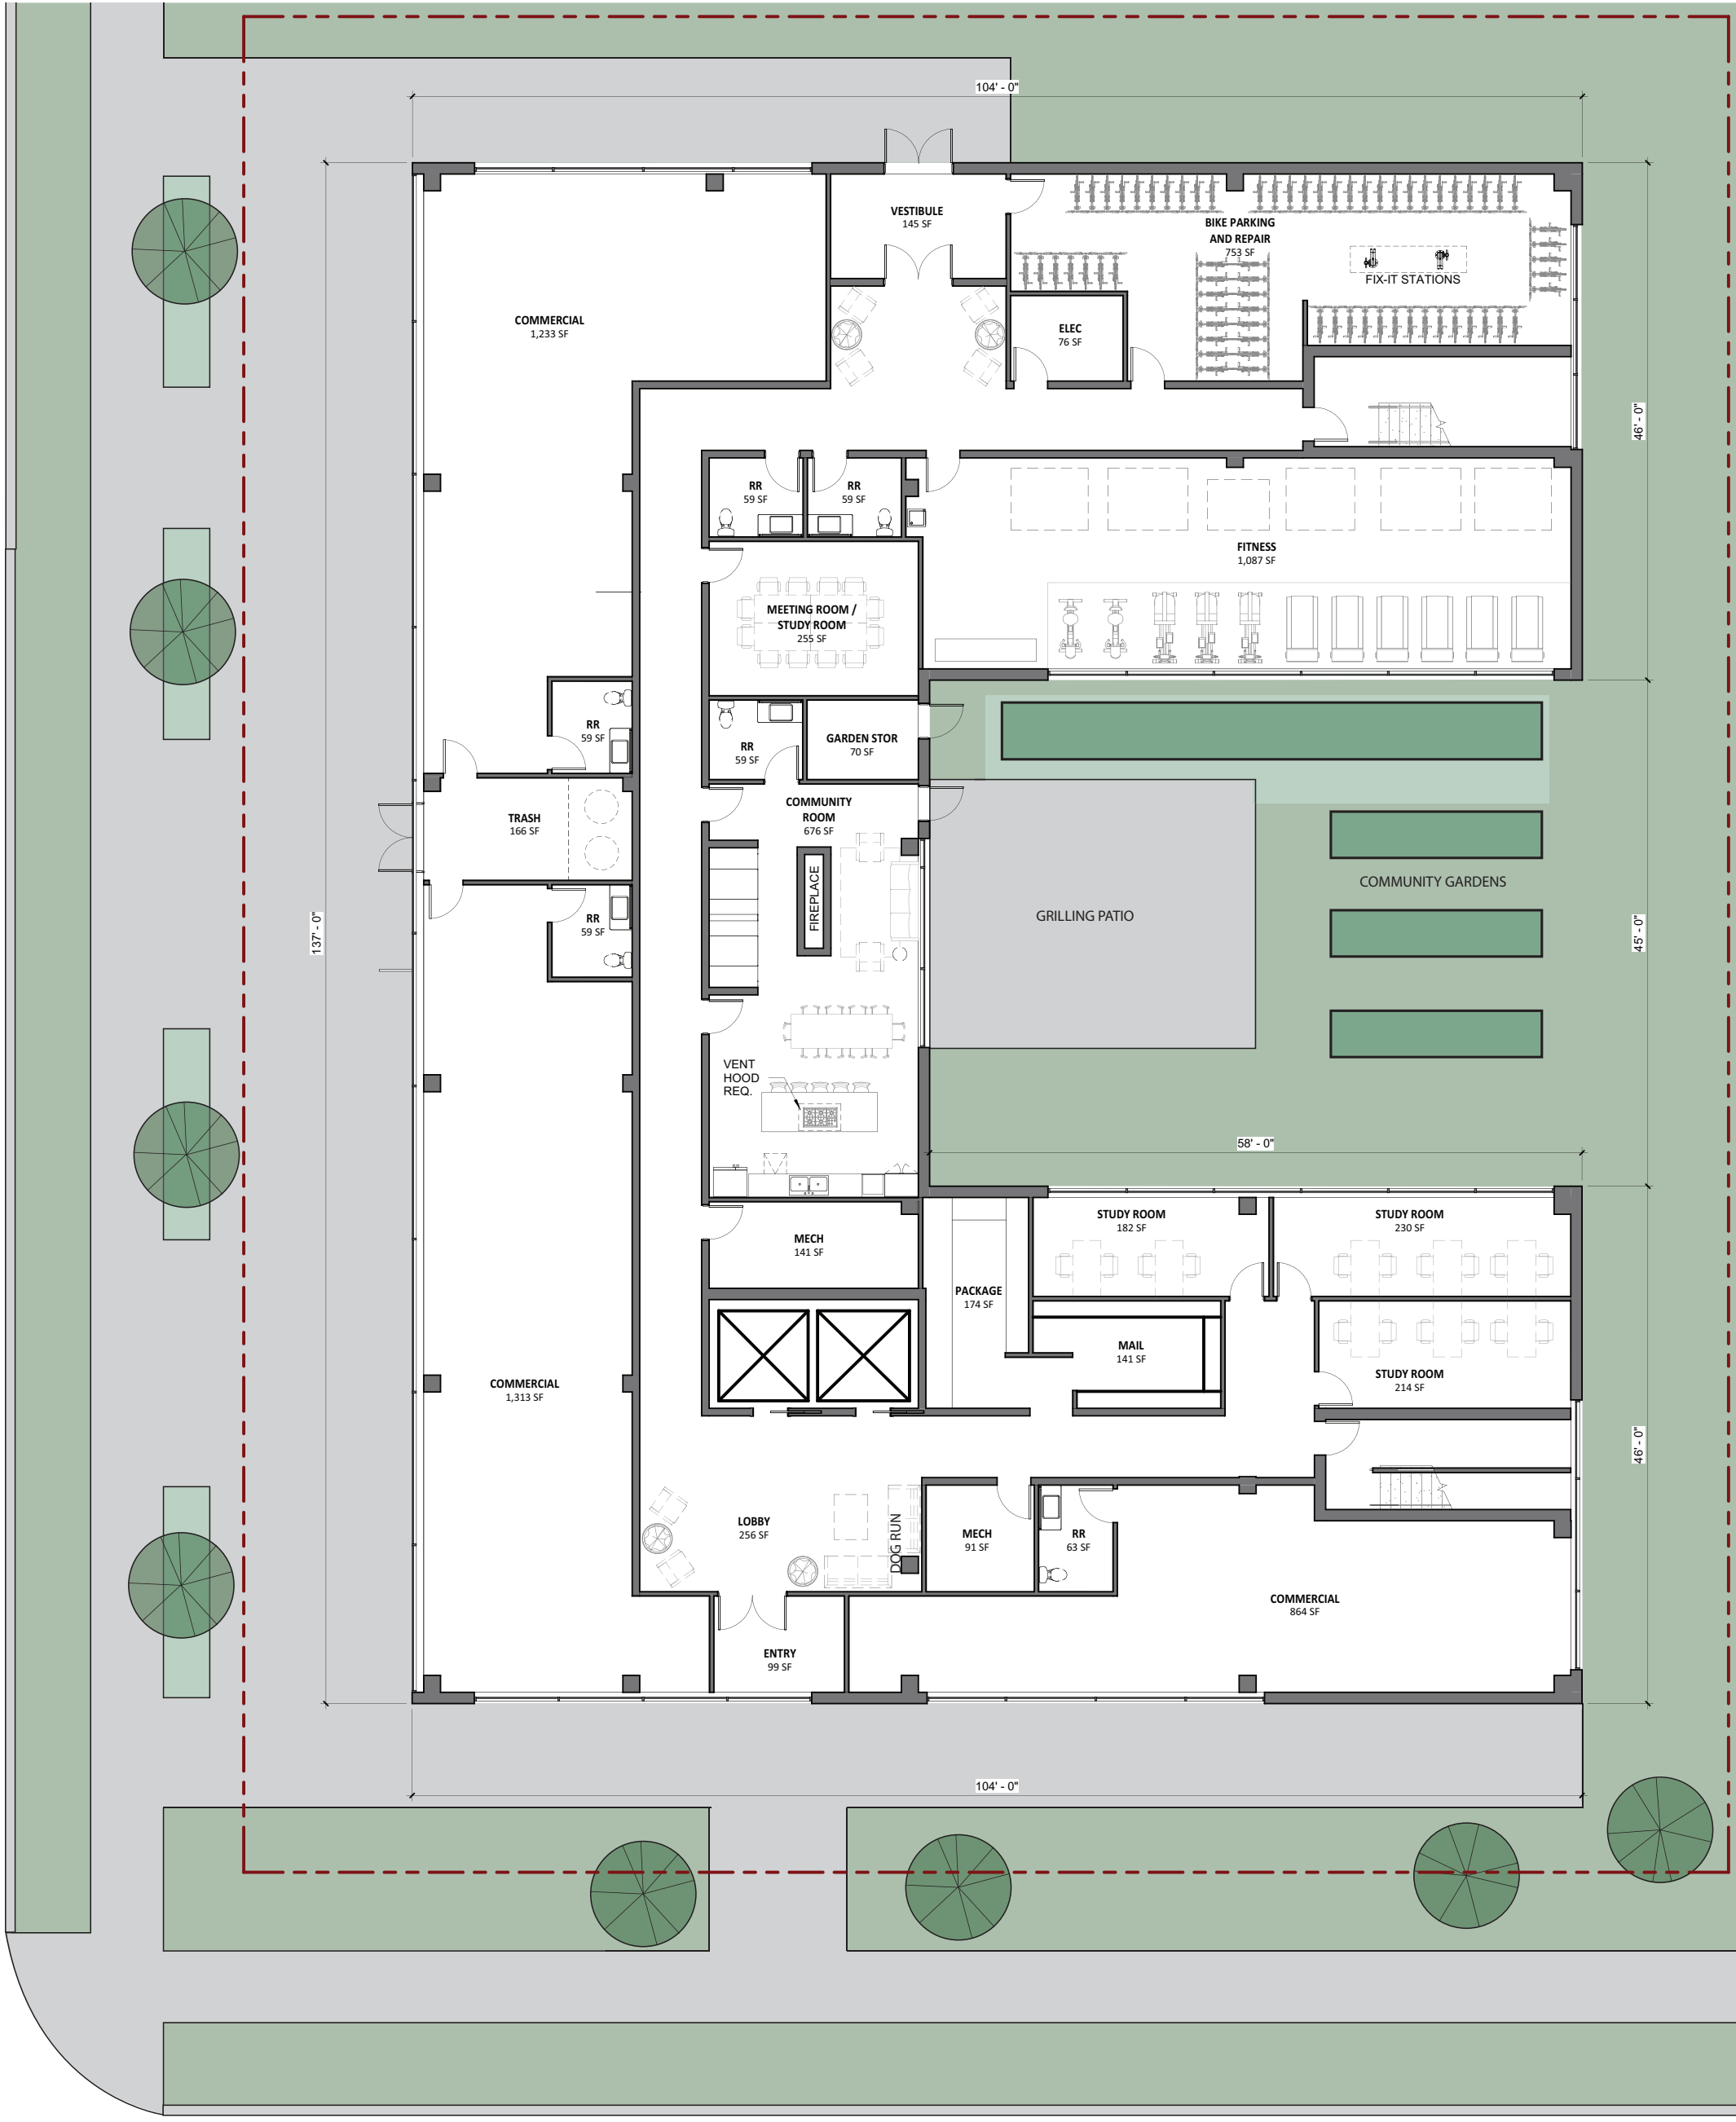 104' - 0"
VESTIBULE
145 SF
BIKE PARKING
AND REPAIR
753 SF
FIX-IT STATIONS
COMMERCIAL
1,233 SF
ELEC
76 SF
46' - 0"
RR
59 SF
RR
59 SF
FITNESS
1,087 SF
MEETING ROOM /
STUDY ROOM
255 SF
RR
59 SF
RR
59 SF
GARDEN STOR
70 SF
COMMUNITY
ROOM
676 SF
TRASH
166 SF
FIREPLACE
COMMUNITY GARDENS
GRILLING PATIO
RR
59 SF
137' - 0"
45' - 0"
VENT
HOOD
REQ.
58' - 0"
STUDY ROOM
182 SF
STUDY ROOM
230 SF
MECH
141 SF
PACKAGE
174 SF
MAIL
141 SF
STUDY ROOM
214 SF
COMMERCIAL
1,313 SF
46' - 0"
LOBBY
256 SF
DOG RUN
MECH
91 SF
RR
63 SF
COMMERCIAL
864 SF
ENTRY
99 SF
104' - 0"